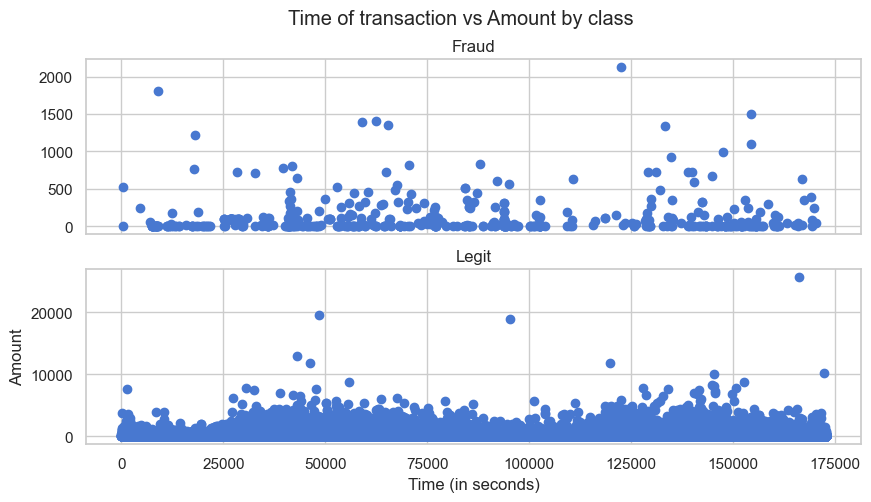 Time of transaction vs Amount by class
Fraud
2000
1500
1000
500
0
Legit
20000
10000
0
Amount
0 25000 50000 75000 100000 125000 150000 175000
Time (in seconds)